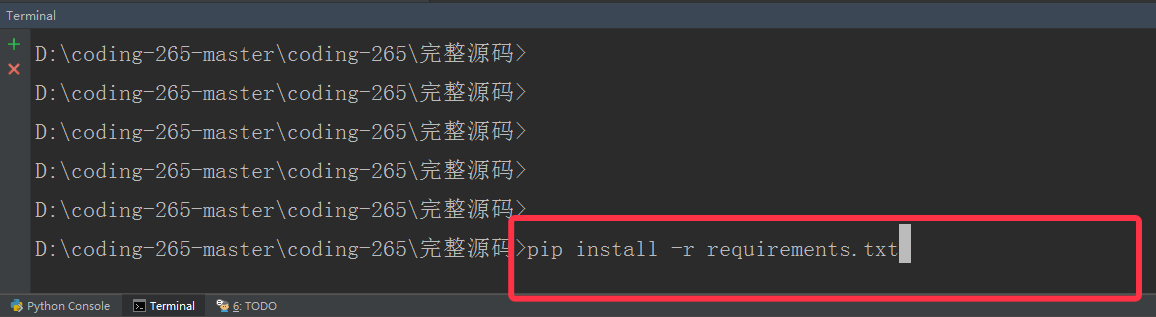 Terminal
D:\coding-265-master\coding-265\完整源码>
D:\coding-265-master\coding-265\完整源码>
D:\coding-265-master\coding-265\完整源码>
D:\coding-265-master\coding-265\完整源码>
D:\coding-265-master\coding-265\完整源码>
D:\coding-265-master\coding-265\完整源码>pip install -r requirements.txt
Python Console Terminal 6: TODO